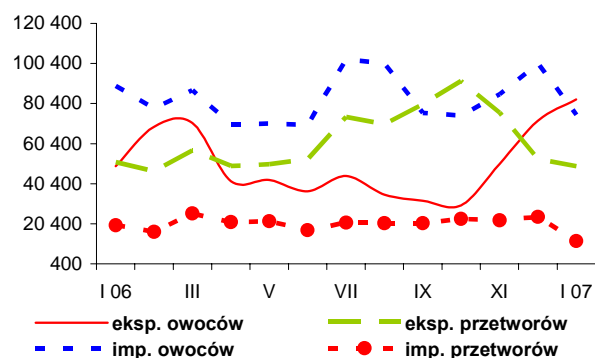 120 400
100 400
80 400
60 400
40 400
20 400
400
I 06 III V VII IX XI I 07
eksp. owoców eksp. przetworów
imp. owoców imp. przetworów